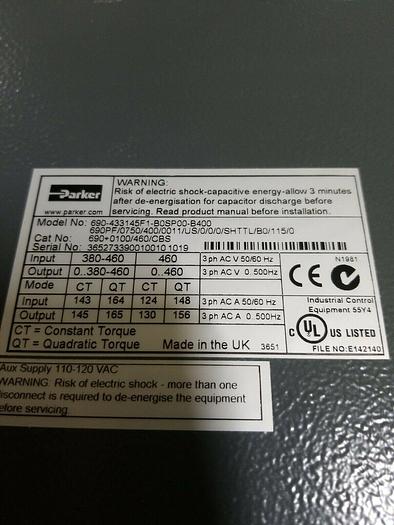 Parker
www.parker.com
WARNING:
Risk of electric shock-capacitive energy-allow 3 minutes
after de-energisation for capacitor discharge before
servicing. Read product manual before installation.
Model No: 690-433145F1-B0SP00-B400
690PF/0750/400/0011/US/0/0/0/SHTTL/B0/115/0
Cat No: 690+0100/460/CBS
Serial No: 3652733900100101019
N1981
Input 380-460 460 3 ph AC V 50/60 Hz
Output 0..380-460 0..460 3 ph AC V 0..500Hz
Mode CT QT CT QT
Input 143 164 124 148 3 ph AC A 50/60 Hz
Output 145 165 130 156 3 ph AC A 0..500Hz
CE
Industrial Control
Equipment 55Y4
C UL US LISTED
FILE NO:E142140
CT = Constant Torque
QT = Quadratic Torque Made in the UK 3651
Aux Supply 110-120 VAC
WARNING: Risk of electric shock - more than one
disconnect is required to de-energise the equipment
before servicing.